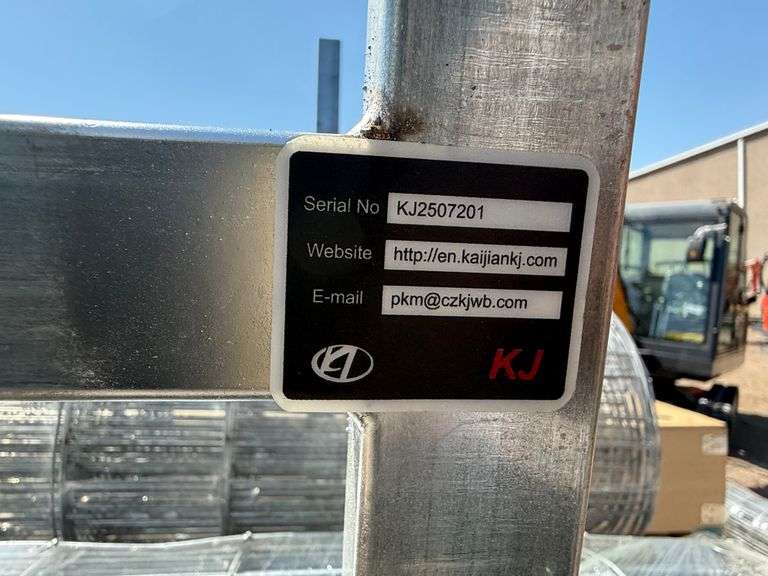 Serial No KJ2507201
Website http://en.kaijiankj.com
E-mail pkm@czkjwb.com
KJ